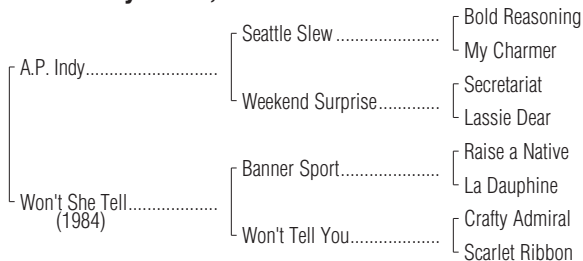 Seattle Slew
Bold Reasoning
My Charmer
A.P. Indy
Weekend Surprise
Secretariat
Lassie Dear
Banner Sport
Raise a Native
La Dauphine
Won't She Tell
(1984)
Won't Tell You
Crafty Admiral
Scarlet Ribbon